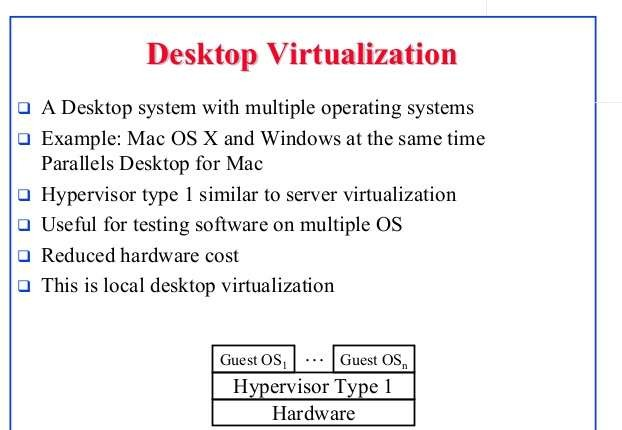 Desktop Virtualization
❑ A Desktop system with multiple operating systems
❑ Example: Mac OS X and Windows at the same time
Parallels Desktop for Mac
❑ Hypervisor type 1 similar to server virtualization
❑ Useful for testing software on multiple OS
❑ Reduced hardware cost
❑ This is local desktop virtualization
Guest OS₁ ... Guest OSₙ
Hypervisor Type 1
Hardware